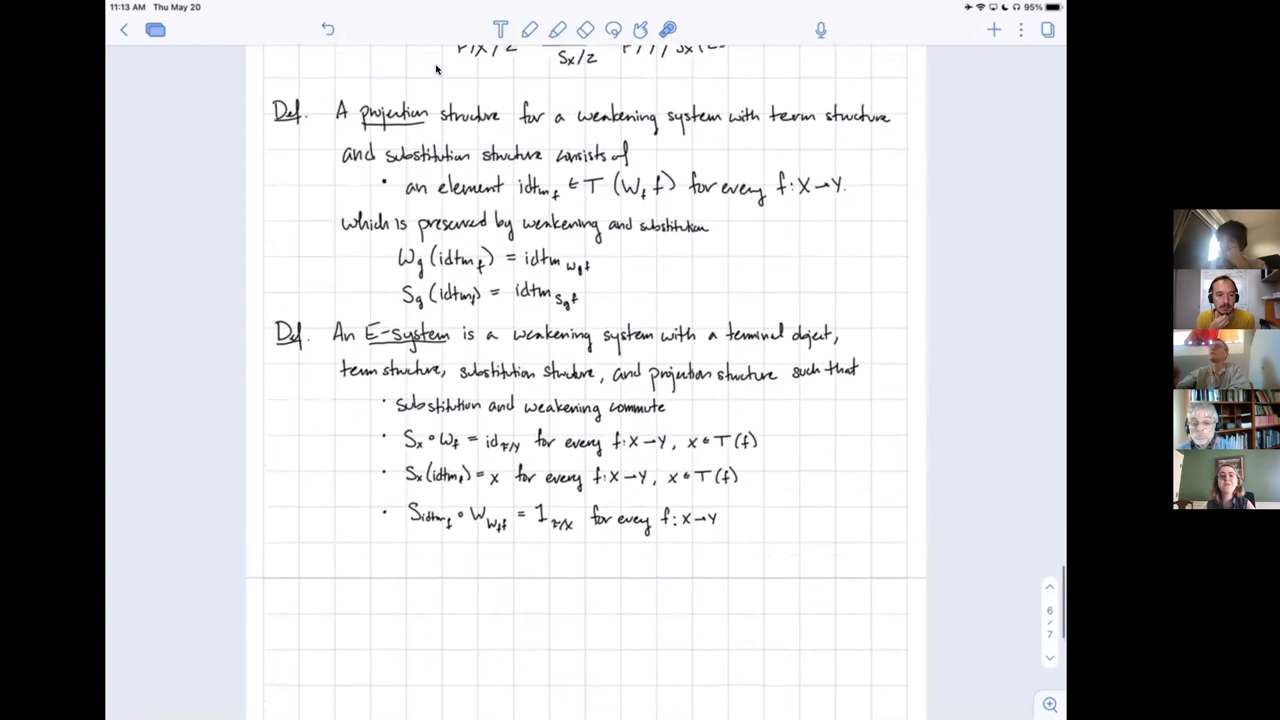 11:13 AM Thu May 20
95%
Sx/z
Def. A projection structure for a weakening system with term structure
and substitution structure consists of
· an element idtm_f ∈ T (W_f f) for every f: X → Y.
which is preserved by weakening and substitution
W_g (idtm_f) = idtm_{W_g f}
S_g (idtm_f) = idtm_{S_g f}
Def. An E-system is a weakening system with a terminal object,
term structure, substitution structure, and projection structure such that
· substitution and weakening commute
· S_x ∘ W_f = id_{F/Y} for every f: X → Y, x ∈ T(f)
· S_x (idtm_f) = x for every f: X → Y, x ∈ T(f)
· S_{idtm_f} ∘ W_{W_f f} = 1_{F/X} for every f: X → Y
6
/
7